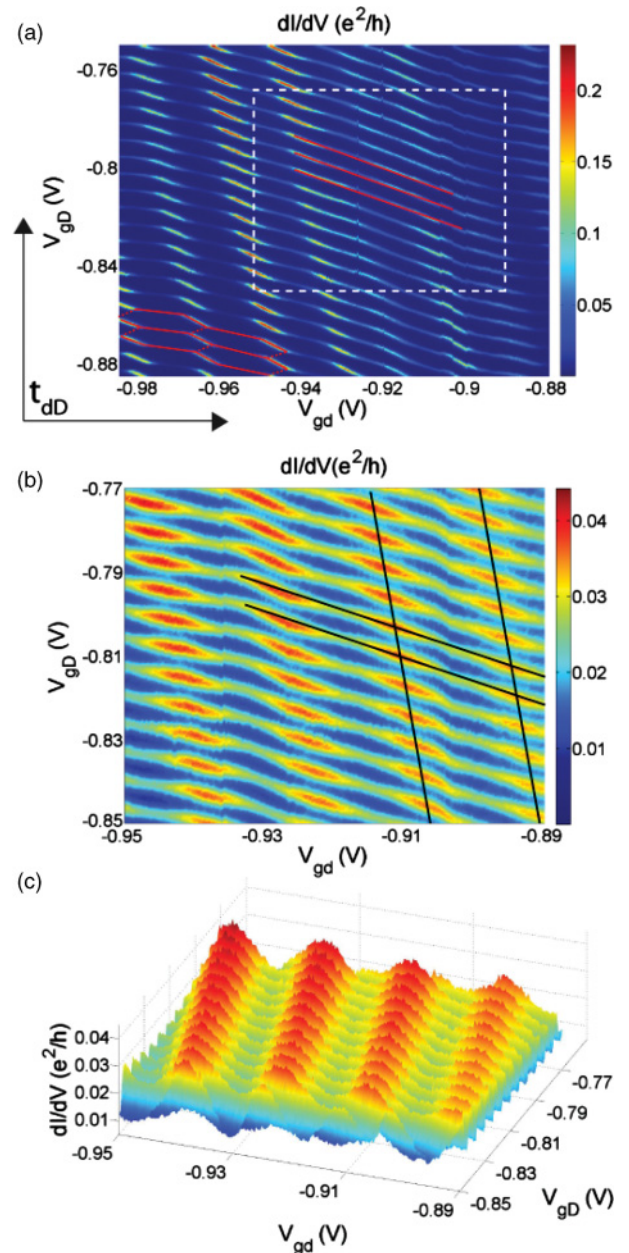 (a)
dI/dV (e²/h)
-0.76
-0.8
-0.84
-0.88
V_gD (V)
t_dD
-0.98 -0.96 -0.94 -0.92 -0.9 -0.88
V_gd (V)
0.2
0.15
0.1
0.05
(b)
dI/dV(e²/h)
-0.77
-0.79
-0.81
-0.83
-0.85
V_gD (V)
-0.95 -0.93 -0.91 -0.89
V_gd (V)
0.04
0.03
0.02
0.01
(c)
dI/dV (e²/h)
0.04
0.03
0.02
0.01
-0.95
-0.93
-0.91
-0.89
V_gd (V)
-0.77
-0.79
-0.81
-0.83
-0.85
V_gD (V)